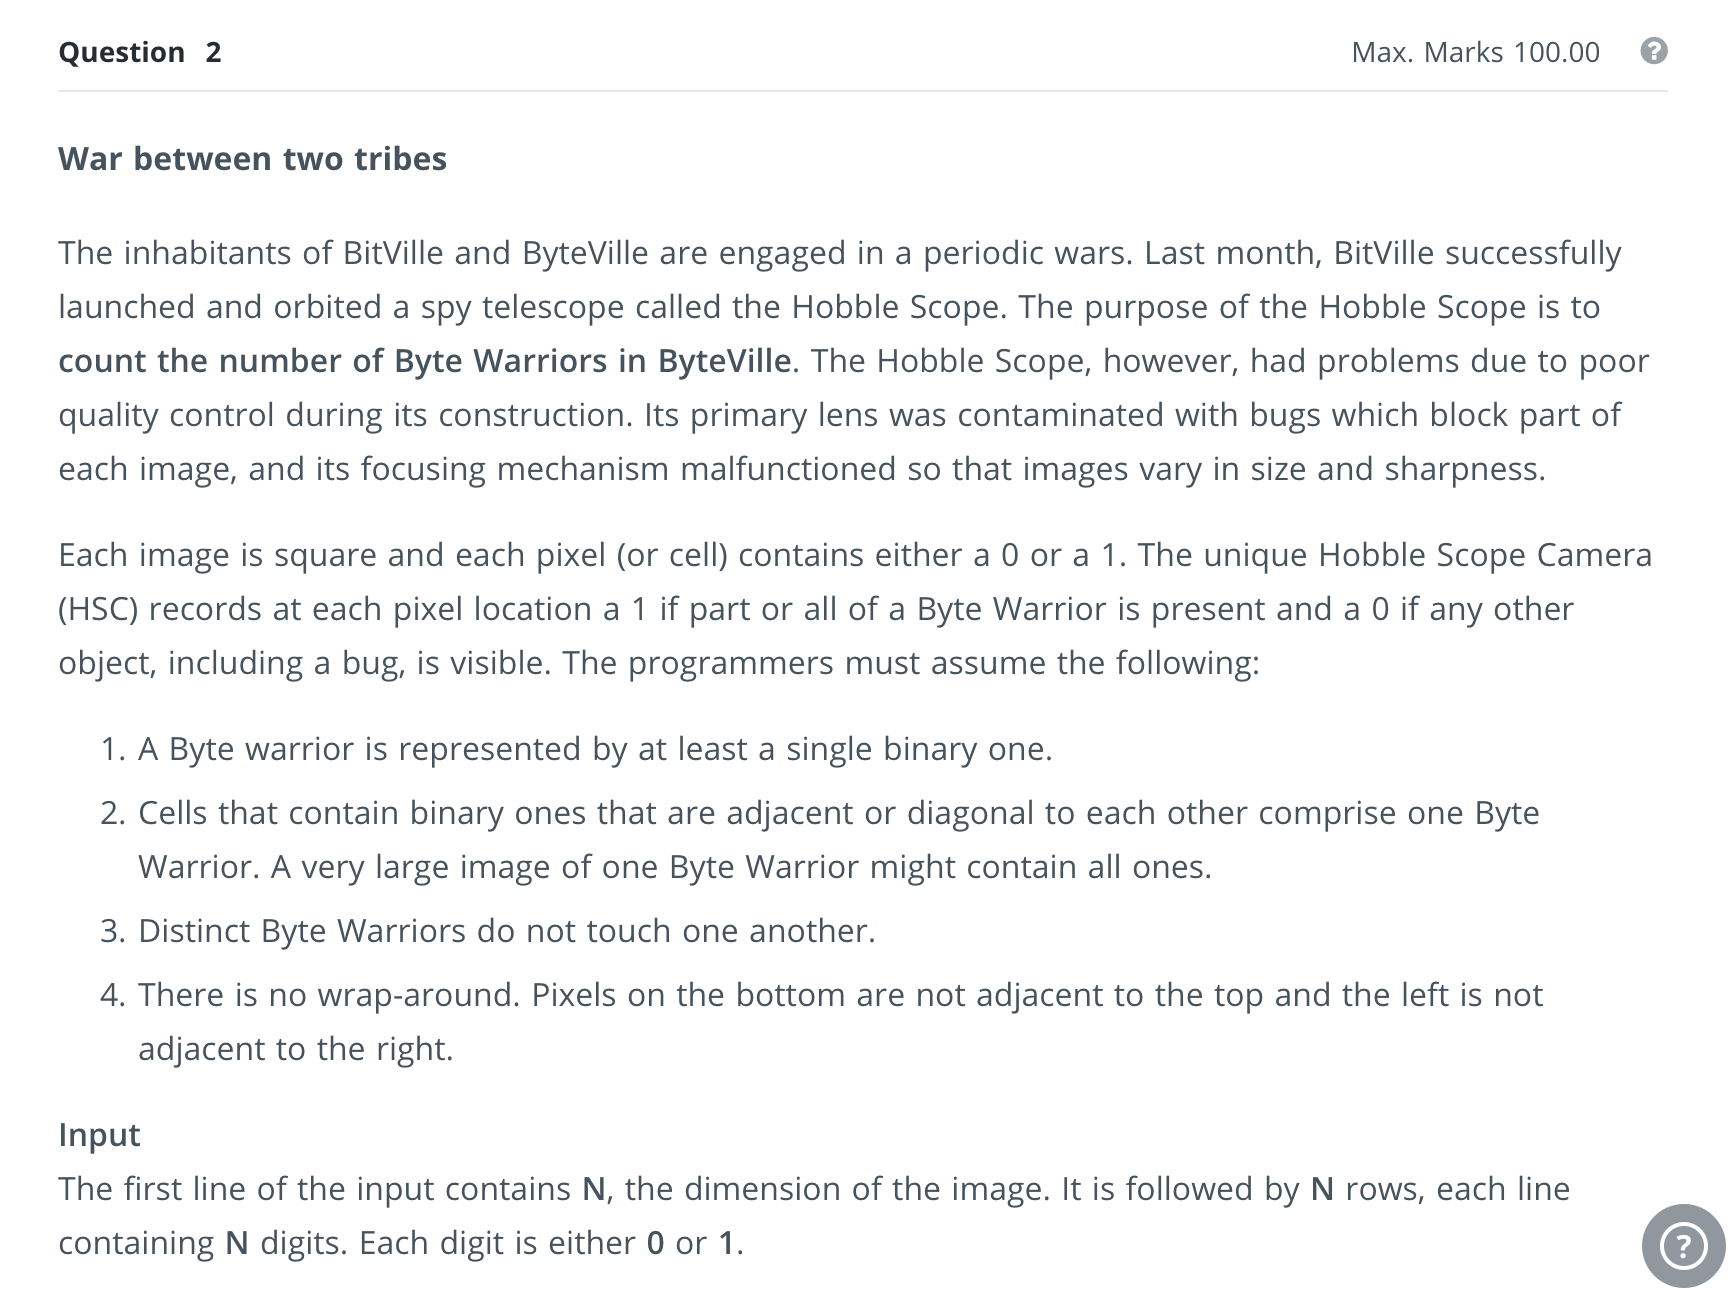 Question 2
Max. Marks 100.00
?
War between two tribes
The inhabitants of BitVille and ByteVille are engaged in a periodic wars. Last month, BitVille successfully
launched and orbited a spy telescope called the Hobble Scope. The purpose of the Hobble Scope is to
count the number of Byte Warriors in ByteVille. The Hobble Scope, however, had problems due to poor
quality control during its construction. Its primary lens was contaminated with bugs which block part of
each image, and its focusing mechanism malfunctioned so that images vary in size and sharpness.
Each image is square and each pixel (or cell) contains either a 0 or a 1. The unique Hobble Scope Camera
(HSC) records at each pixel location a 1 if part or all of a Byte Warrior is present and a 0 if any other
object, including a bug, is visible. The programmers must assume the following:
1. A Byte warrior is represented by at least a single binary one.
2. Cells that contain binary ones that are adjacent or diagonal to each other comprise one Byte
Warrior. A very large image of one Byte Warrior might contain all ones.
3. Distinct Byte Warriors do not touch one another.
4. There is no wrap-around. Pixels on the bottom are not adjacent to the top and the left is not
adjacent to the right.
Input
The first line of the input contains N, the dimension of the image. It is followed by N rows, each line
containing N digits. Each digit is either 0 or 1.
?